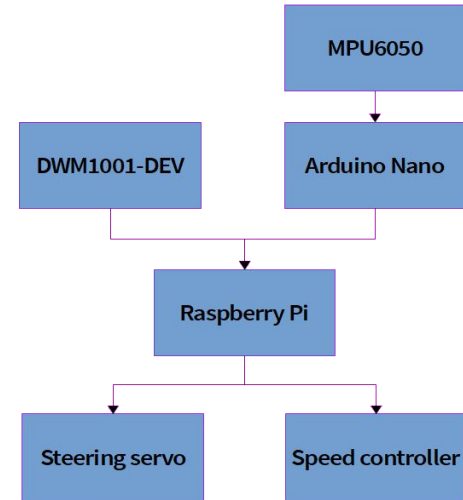 MPU6050
DWM1001-DEV
Arduino Nano
Raspberry Pi
Steering servo
Speed controller